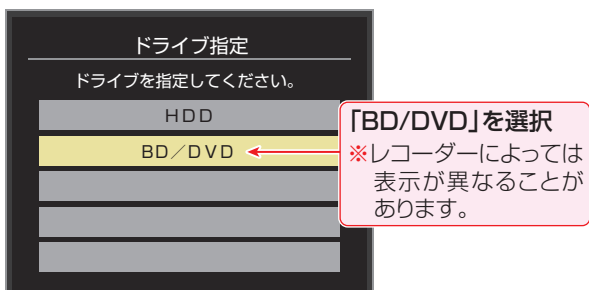 ドライブ指定
ドライブを指定してください。
HDD
BD／DVD
「BD/DVD」を選択
※レコーダーによっては
表示が異なることが
あります。